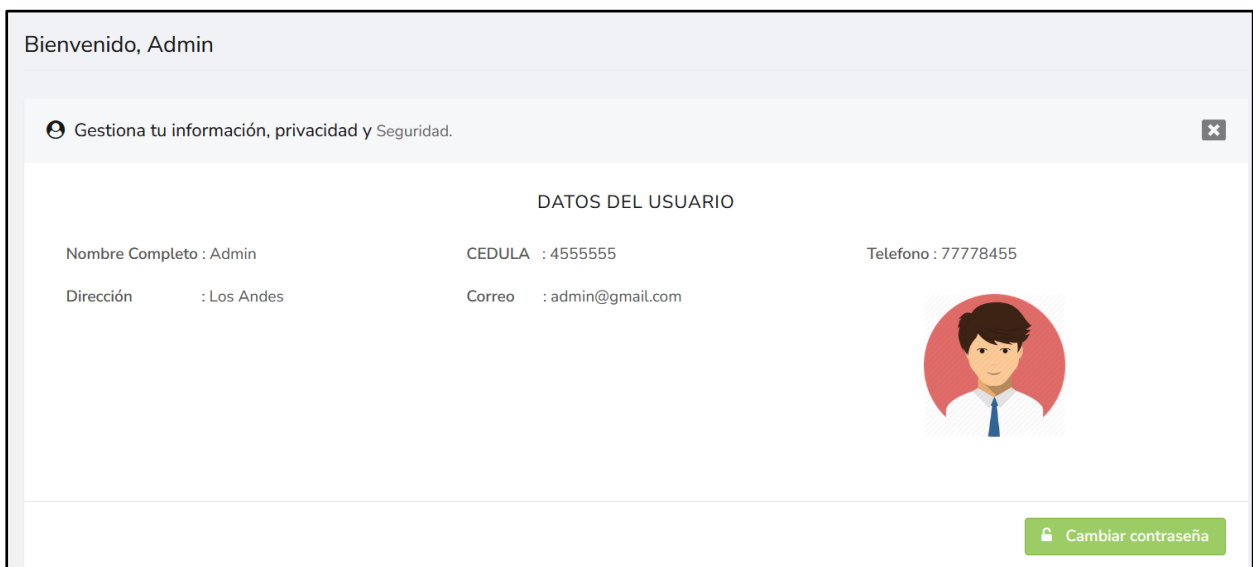 Bienvenido, Admin
Gestiona tu información, privacidad y Seguridad.
DATOS DEL USUARIO
Nombre Completo : Admin CEDULA : 4555555 Telefono : 77778455
Dirección : Los Andes Correo : admin@gmail.com
Cambiar contraseña